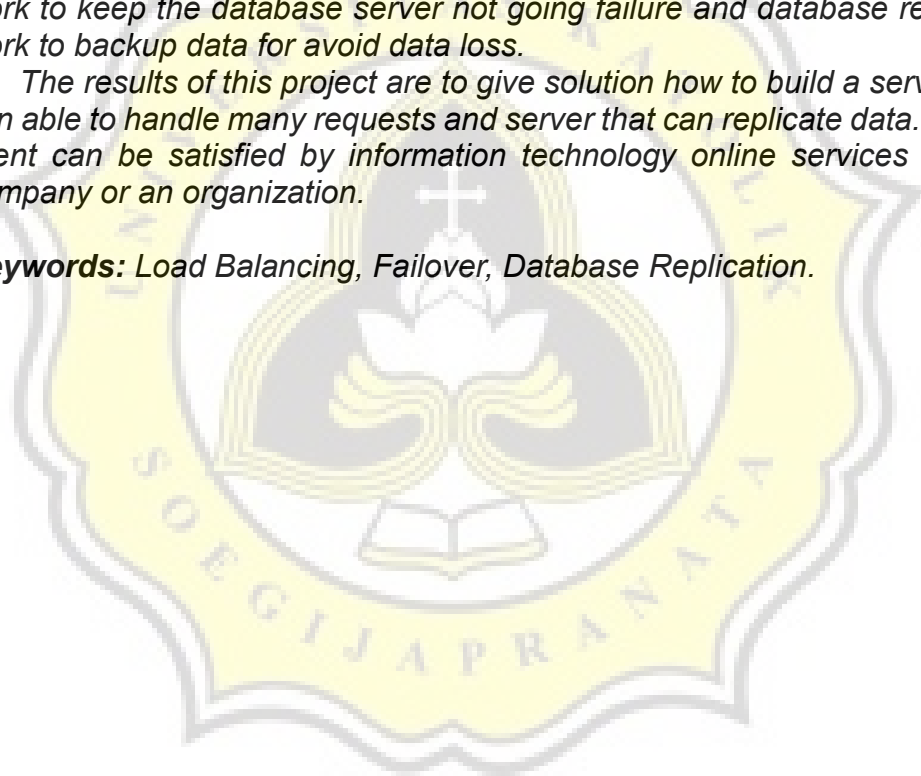 rk to keep the database server not going failure and database re
rk to backup data for avoid data loss.
The results of this project are to give solution how to build a serv
n able to handle many requests and server that can replicate data.
ent can be satisfied by information technology online services
mpany or an organization.
eywords: Load Balancing, Failover, Database Replication.
UNIVERS
KATOLIK
SOEGIJAPRANATA